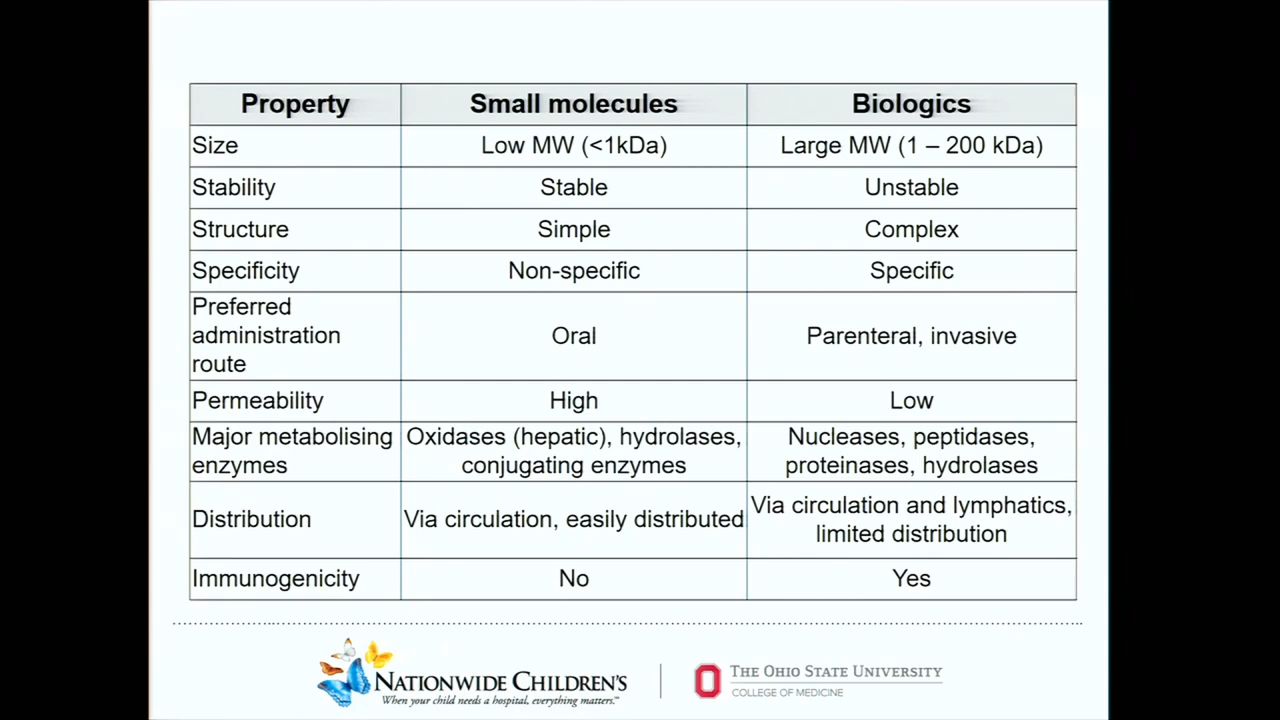 Property Small molecules Biologics
Size Low MW (<1kDa) Large MW (1 – 200 kDa)
Stability Stable Unstable
Structure Simple Complex
Specificity Non-specific Specific
Preferred
administration Oral Parenteral, invasive
route
Permeability High Low
Major metabolising Oxidases (hepatic), hydrolases, Nucleases, peptidases,
enzymes conjugating enzymes proteinases, hydrolases
Distribution Via circulation, easily distributed Via circulation and lymphatics,
limited distribution
Immunogenicity No Yes
NATIONWIDE CHILDREN'S
When your child needs a hospital, everything matters.™
THE OHIO STATE UNIVERSITY
COLLEGE OF MEDICINE